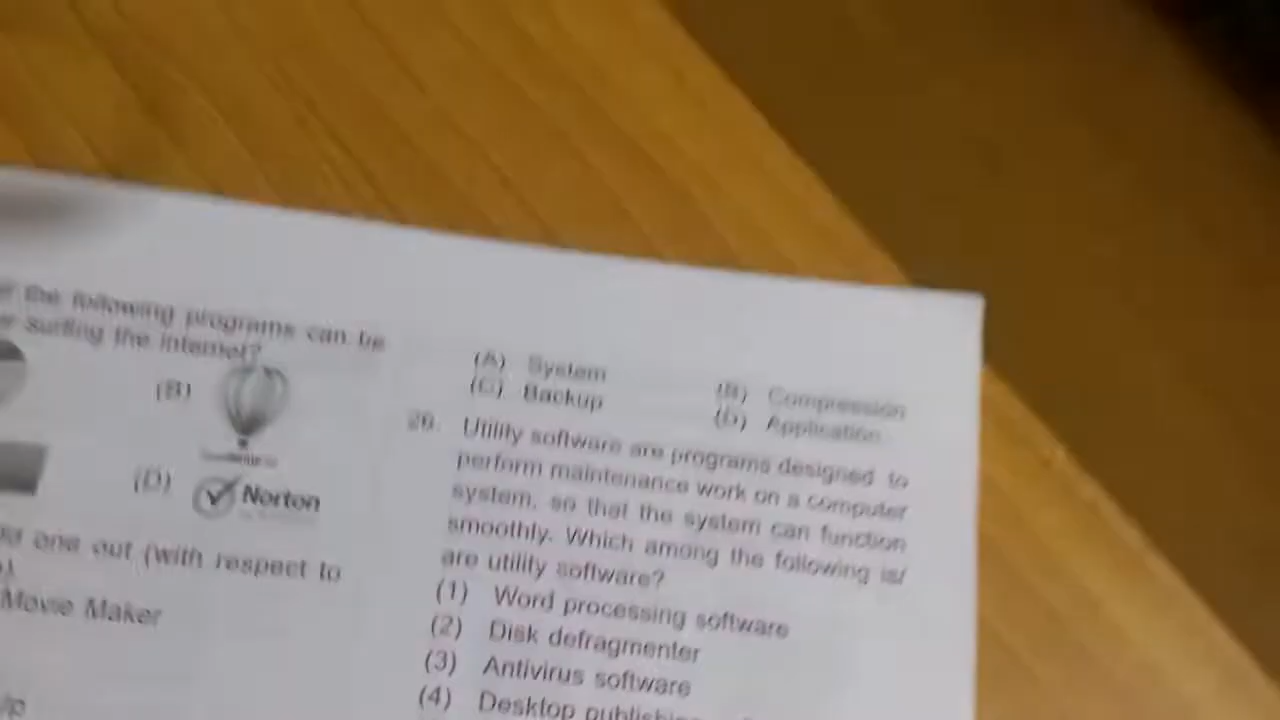 the following programs can be
surfing the internet?
(B)
(D) Norton
one out (with respect to
Movie Maker
(A) System (B) Compression
(C) Backup (D) Application
26. Utility software are programs designed to
perform maintenance work on a computer
system, so that the system can function
smoothly. Which among the following is/
are utility software?
(1) Word processing software
(2) Disk defragmenter
(3) Antivirus software
(4) Desktop